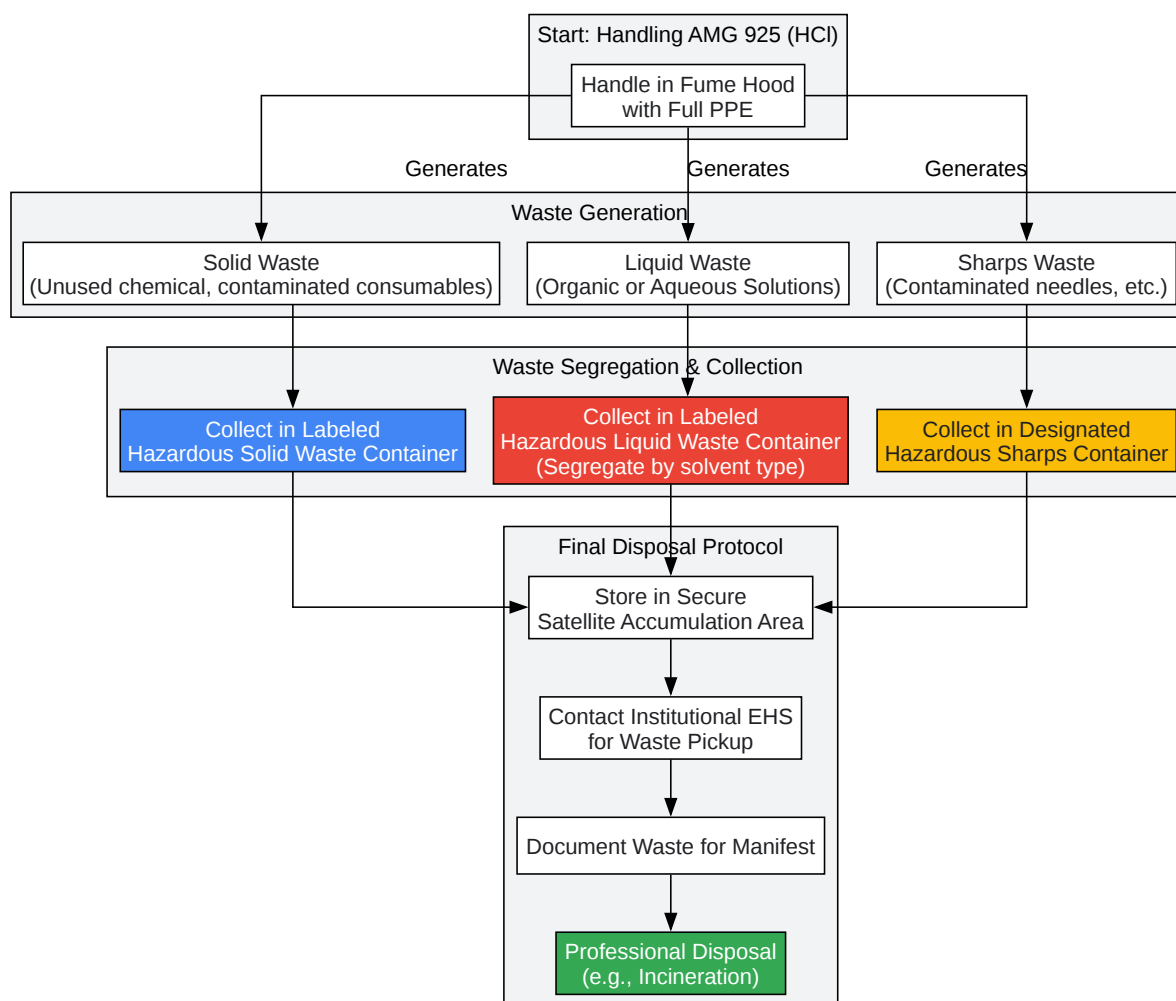 Start: Handling AMG 925 (HCl)
Handle in Fume Hood
with Full PPE
Generates
Generates
Generates
Waste Generation
Solid Waste
(Unused chemical, contaminated consumables)
Liquid Waste
(Organic or Aqueous Solutions)
Sharps Waste
(Contaminated needles, etc.)
Waste Segregation & Collection
Collect in Labeled
Hazardous Solid Waste Container
Collect in Labeled
Hazardous Liquid Waste Container
(Segregate by solvent type)
Collect in Designated
Hazardous Sharps Container
Final Disposal Protocol
Store in Secure
Satellite Accumulation Area
Contact Institutional EHS
for Waste Pickup
Document Waste for Manifest
Professional Disposal
(e.g., Incineration)